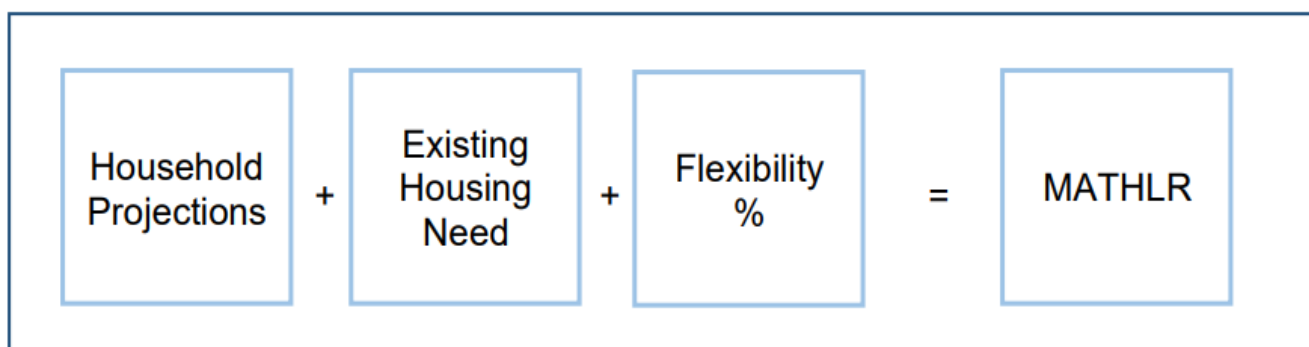 Household
Projections
+
Existing
Housing
Need
+
Flexibility
%
=
MATHLR